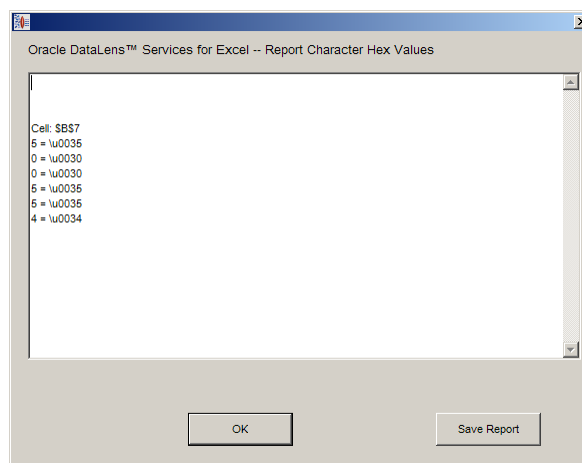 Oracle DataLens™ Services for Excel -- Report Character Hex Values
Cell: $B$7
5 = \u0035
0 = \u0030
0 = \u0030
5 = \u0035
5 = \u0035
4 = \u0034
OK
Save Report